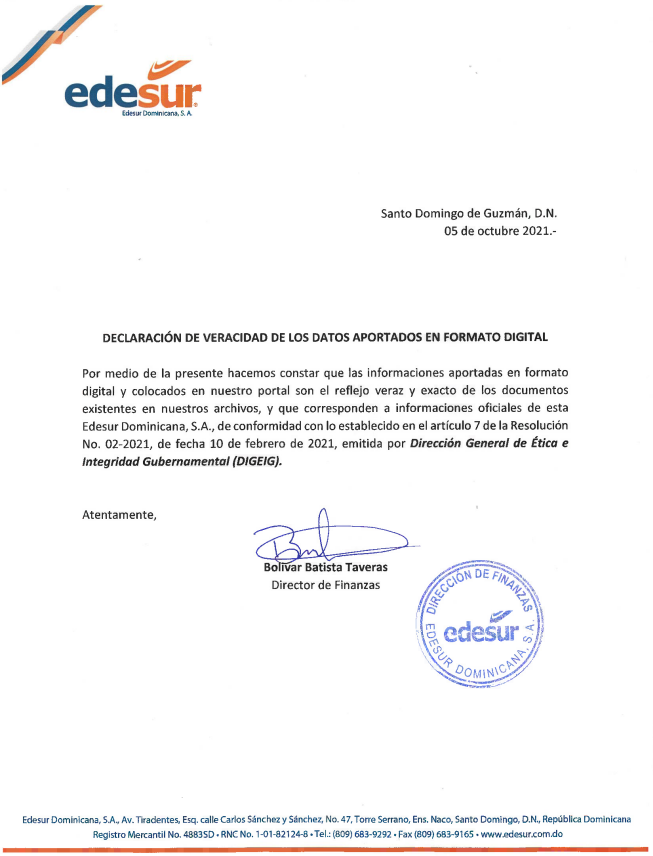 edesur
Edesur Dominicana, S. A.
Santo Domingo de Guzmán, D.N.
05 de octubre 2021.-
DECLARACIÓN DE VERACIDAD DE LOS DATOS APORTADOS EN FORMATO DIGITAL
Por medio de la presente hacemos constar que las informaciones aportadas en formato
digital y colocados en nuestro portal son el reflejo veraz y exacto de los documentos
existentes en nuestros archivos, y que corresponden a informaciones oficiales de esta
Edesur Dominicana, S.A., de conformidad con lo establecido en el artículo 7 de la Resolución
No. 02-2021, de fecha 10 de febrero de 2021, emitida por Dirección General de Ética e
Integridad Gubernamental (DIGEIG).
Atentamente,
Bolívar Batista Taveras
Director de Finanzas
DIRECCIÓN DE FINANZAS
edesur
EDESUR DOMINICANA, S.A.
Edesur Dominicana, S.A., Av. Tiradentes, Esq. calle Carlos Sánchez y Sánchez, No. 47, Torre Serrano, Ens. Naco, Santo Domingo, D.N., República Dominicana
Registro Mercantil No. 4883SD • RNC No. 1-01-82124-8 • Tel.: (809) 683-9292 • Fax (809) 683-9165 • www.edesur.com.do